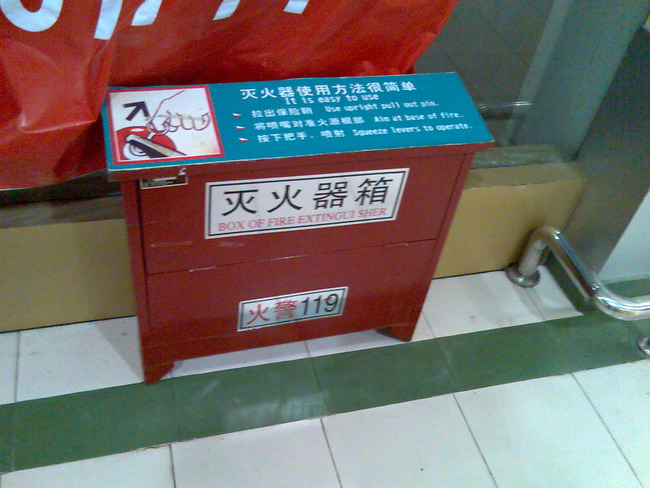 灭火器使用方法很简单
It is easy to use
拉出保险鞘 Use upright pull out pin.
将喷嘴对准火源根部 Aim at base of fire.
按下把手，喷射 Squeeze levers to operate.
灭火器箱
BOX OF FIRE EXTINGUI SHER
火警119